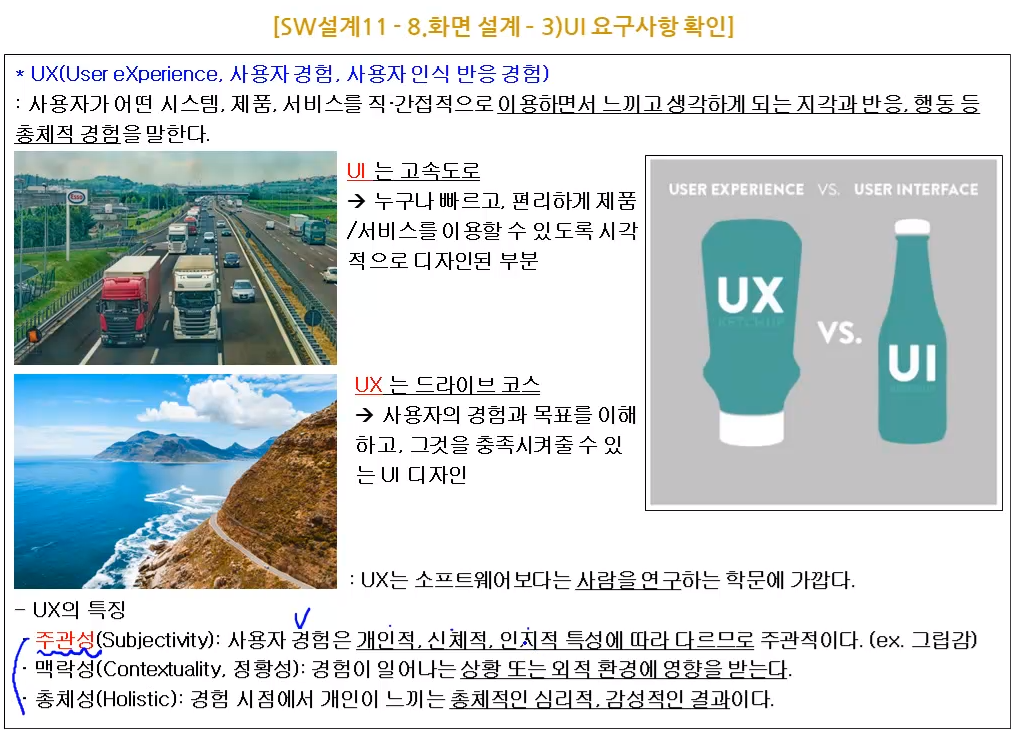 [SW설계11 - 8.화면 설계 - 3)UI 요구사항 확인]
* UX(User eXperience, 사용자 경험, 사용자 인식 반응 경험)
: 사용자가 어떤 시스템, 제품, 서비스를 직·간접적으로 이용하면서 느끼고 생각하게 되는 지각과 반응, 행동 등
총체적 경험을 말한다.
Esso
UI 는 고속도로
→ 누구나 빠르고, 편리하게 제품
/서비스를 이용할 수 있도록 시각
적으로 디자인된 부분
USER EXPERIENCE VS. USER INTERFACE
UX
KETCHUP
VS.
UI
UX 는 드라이브 코스
→ 사용자의 경험과 목표를 이해
하고, 그것을 충족시켜줄 수 있
는 UI 디자인
: UX는 소프트웨어보다는 사람을 연구하는 학문에 가깝다.
- UX의 특징
· 주관성(Subjectivity): 사용자 경험은 개인적, 신체적, 인지적 특성에 따라 다르므로 주관적이다. (ex. 그립감)
· 맥락성(Contextuality, 정황성): 경험이 일어나는 상황 또는 외적 환경에 영향을 받는다.
· 총체성(Holistic): 경험 시점에서 개인이 느끼는 총체적인 심리적, 감성적인 결과이다.